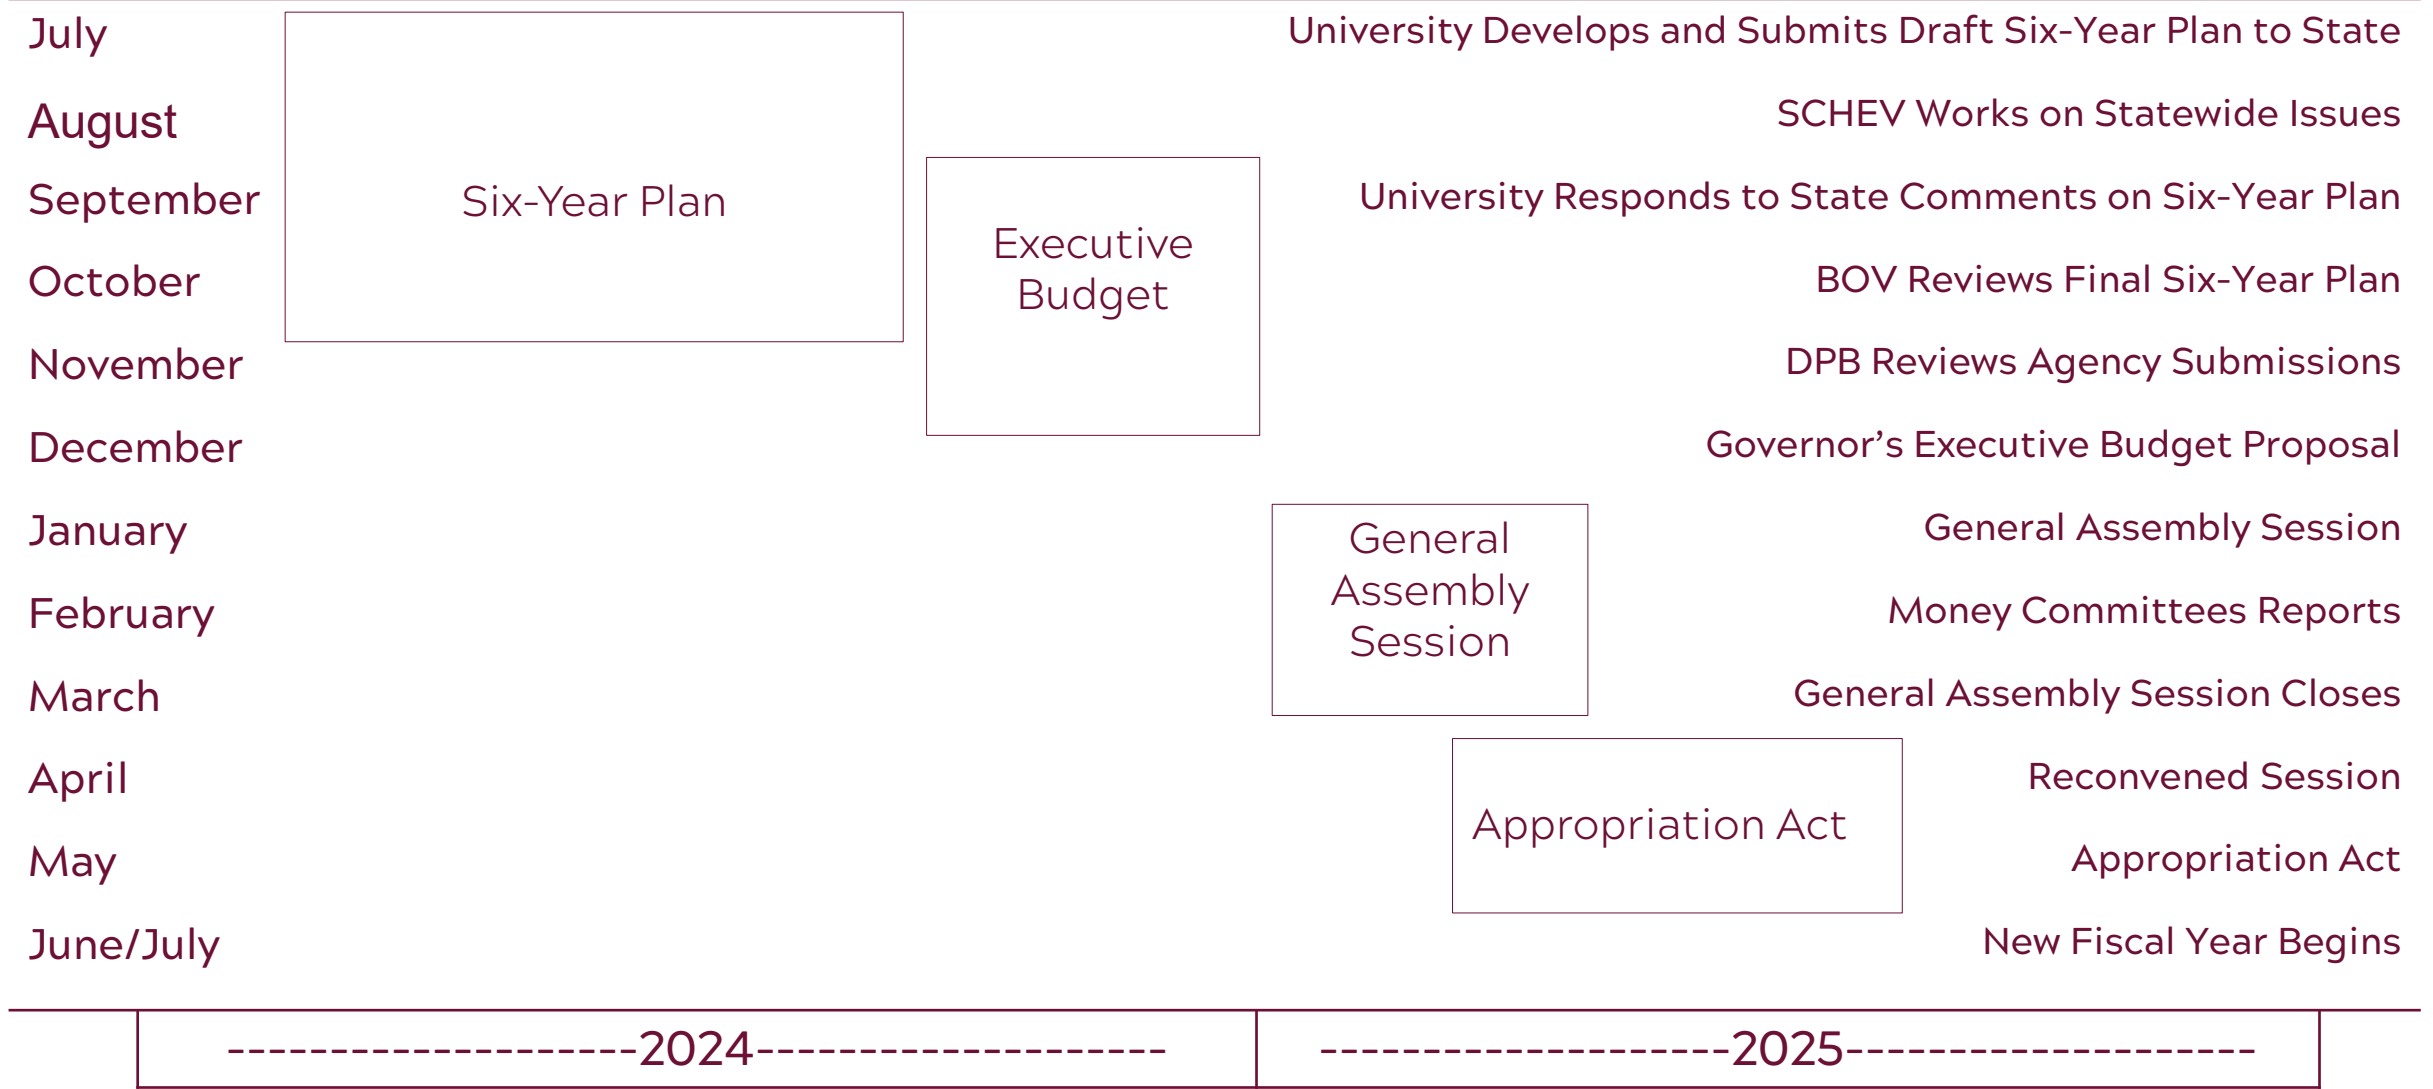 July University Develops and Submits Draft Six-Year Plan to State
August SCHEV Works on Statewide Issues
September Six-Year Plan University Responds to State Comments on Six-Year Plan
Executive
Budget
October BOV Reviews Final Six-Year Plan
November DPB Reviews Agency Submissions
December Governor’s Executive Budget Proposal
January General Assembly Session
General
Assembly
Session
February Money Committees Reports
March General Assembly Session Closes
April Reconvened Session
Appropriation Act
May Appropriation Act
June/July New Fiscal Year Begins
--------------------2024-------------------- --------------------2025--------------------